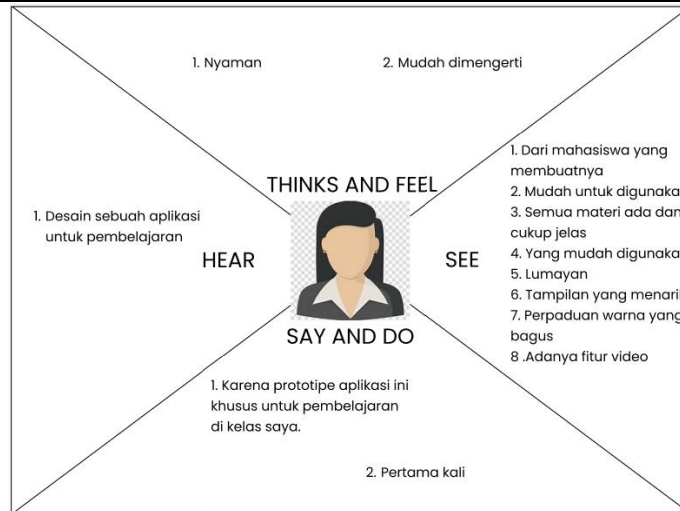 1. Nyaman
2. Mudah dimengerti
THINKS AND FEEL
1. Desain sebuah aplikasi
untuk pembelajaran
HEAR
SEE
1. Dari mahasiswa yang
membuatnya
2. Mudah untuk digunaka
3. Semua materi ada dan
cukup jelas
4. Yang mudah digunaka
5. Lumayan
6. Tampilan yang menari
7. Perpaduan warna yang
bagus
8 .Adanya fitur video
SAY AND DO
1. Karena prototipe aplikasi ini
khusus untuk pembelajaran
di kelas saya.
2. Pertama kali